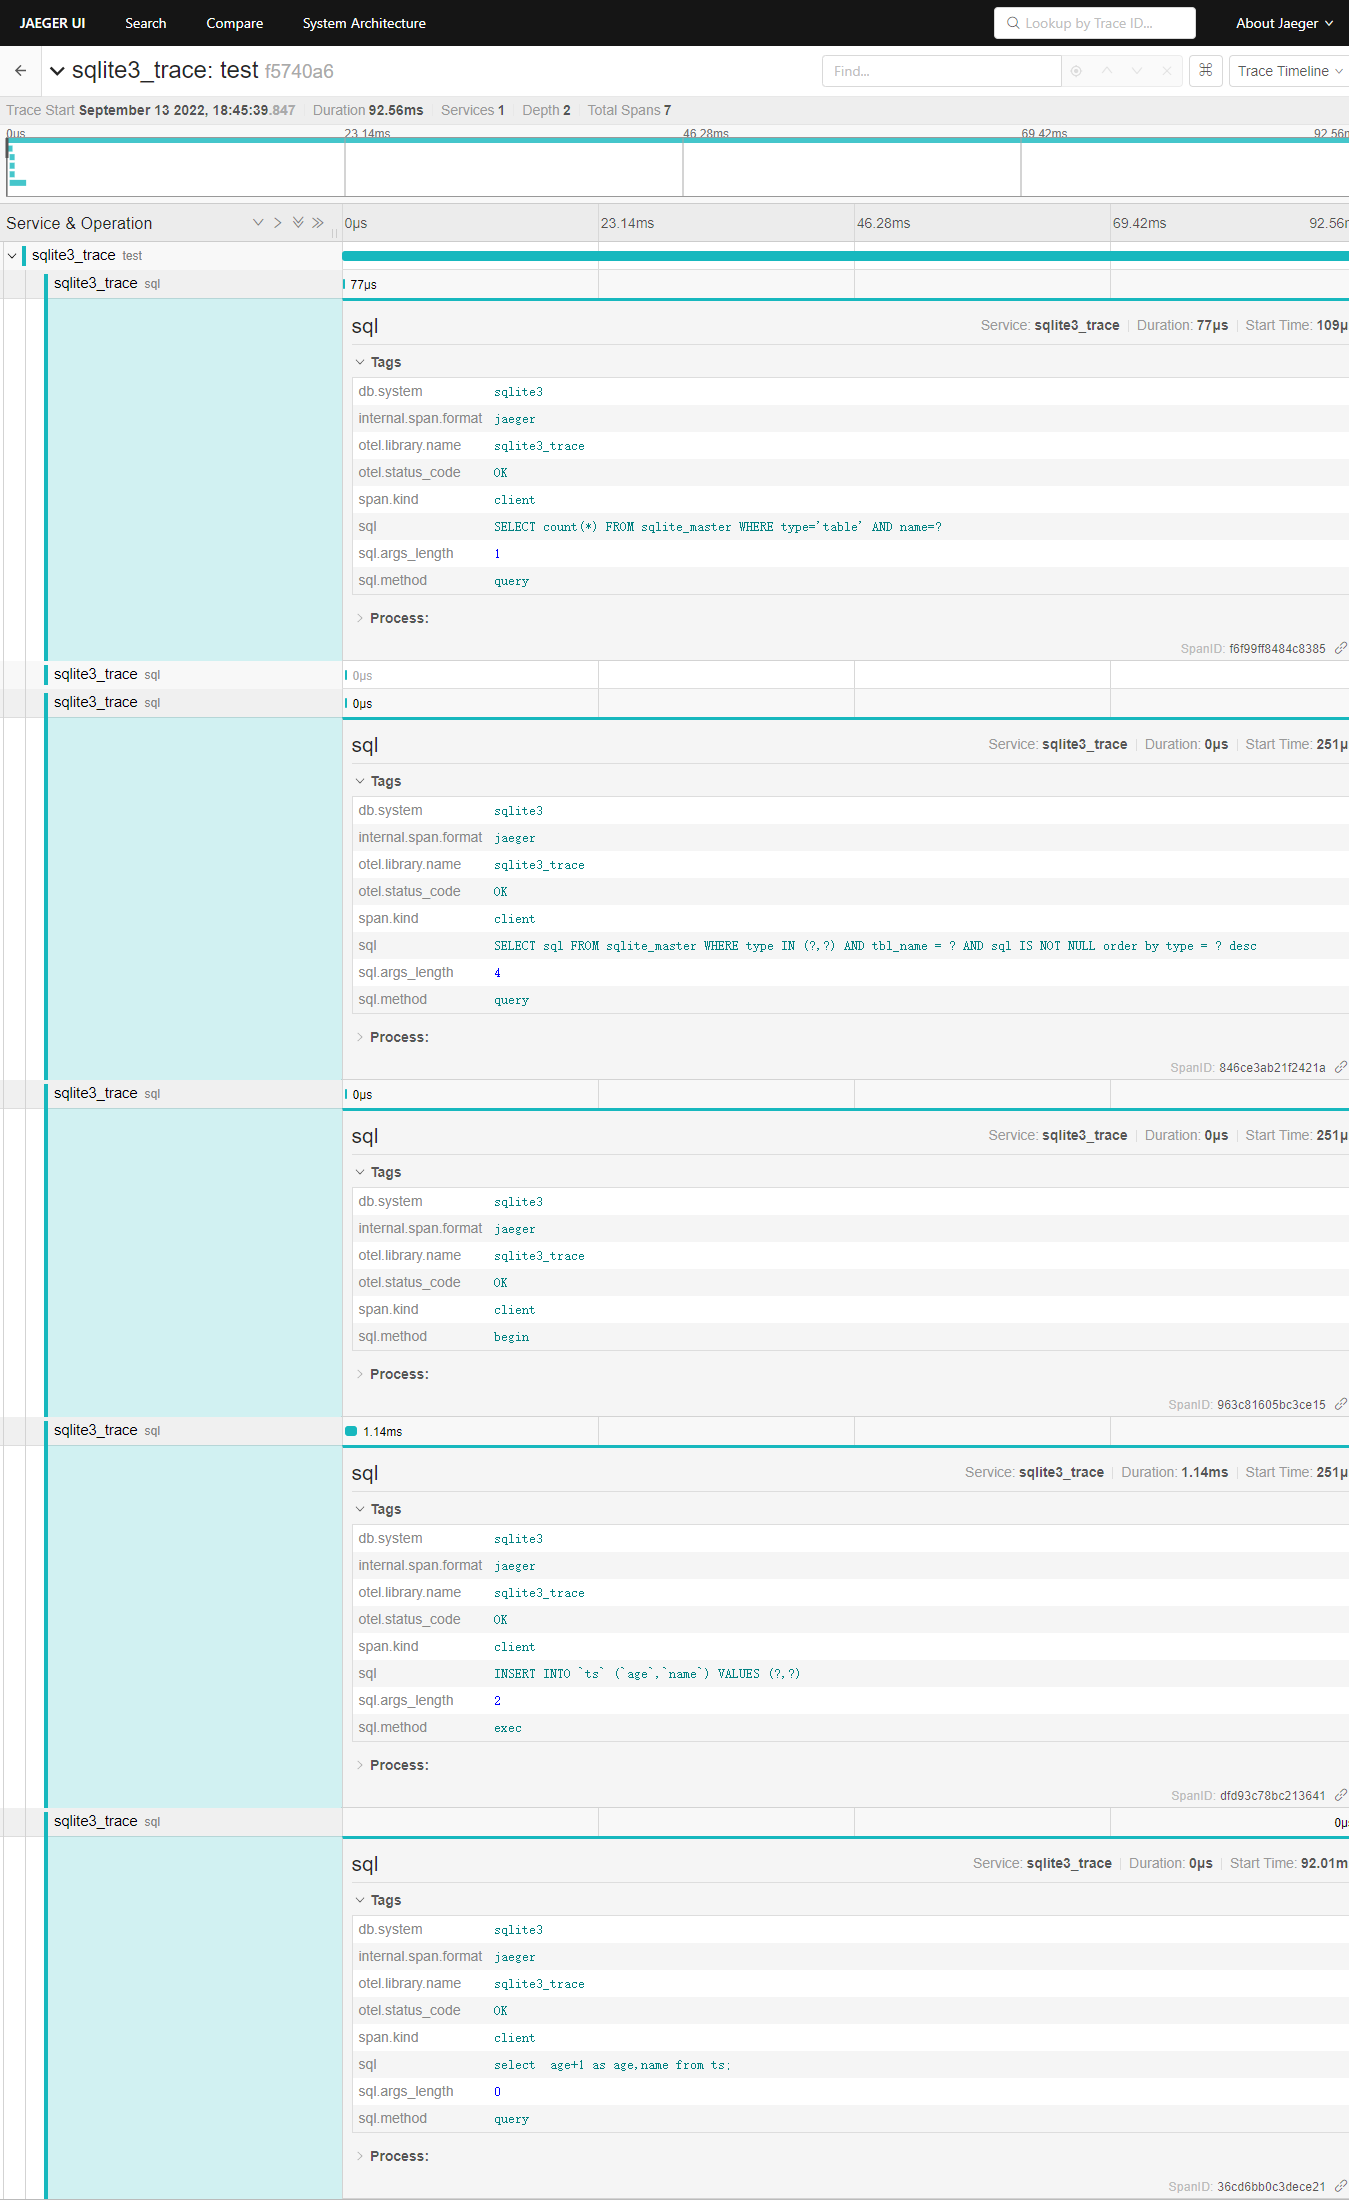 JAEGER UI Search Compare System Architecture Lookup by Trace ID... About Jaeger
sqlite3_trace: test f5740a6 Find... ⌘ Trace Timeline
Trace Start September 13 2022, 18:45:39.847 Duration 92.56ms Services 1 Depth 2 Total Spans 7
0μs 23.14ms 46.28ms 69.42ms 92.56m
Service & Operation 0μs 23.14ms 46.28ms 69.42ms 92.56m
sqlite3_trace test
sqlite3_trace sql 77μs
sql Service: sqlite3_trace Duration: 77μs Start Time: 109μ
Tags
db.system sqlite3
internal.span.format jaeger
otel.library.name sqlite3_trace
otel.status_code OK
span.kind client
sql SELECT count(*) FROM sqlite_master WHERE type='table' AND name=?
sql.args_length 1
sql.method query
Process:
SpanID: f6f99ff8484c8385
sqlite3_trace sql 0μs
sqlite3_trace sql 0μs
sql Service: sqlite3_trace Duration: 0μs Start Time: 251μ
Tags
db.system sqlite3
internal.span.format jaeger
otel.library.name sqlite3_trace
otel.status_code OK
span.kind client
sql SELECT sql FROM sqlite_master WHERE type IN (?,?) AND tbl_name = ? AND sql IS NOT NULL order by type = ? desc
sql.args_length 4
sql.method query
Process:
SpanID: 846ce3ab21f2421a
sqlite3_trace sql 0μs
sql Service: sqlite3_trace Duration: 0μs Start Time: 251μ
Tags
db.system sqlite3
internal.span.format jaeger
otel.library.name sqlite3_trace
otel.status_code OK
span.kind client
sql.method begin
Process:
SpanID: 963c81605bc3ce15
sqlite3_trace sql 1.14ms
sql Service: sqlite3_trace Duration: 1.14ms Start Time: 251μ
Tags
db.system sqlite3
internal.span.format jaeger
otel.library.name sqlite3_trace
otel.status_code OK
span.kind client
sql INSERT INTO `ts` (`age`,`name`) VALUES (?,?)
sql.args_length 2
sql.method exec
Process:
SpanID: dfd93c78bc213641
sqlite3_trace sql 0μ
sql Service: sqlite3_trace Duration: 0μs Start Time: 92.01m
Tags
db.system sqlite3
internal.span.format jaeger
otel.library.name sqlite3_trace
otel.status_code OK
span.kind client
sql select  age+1 as age,name from ts;
sql.args_length 0
sql.method query
Process:
SpanID: 36cd6bb0c3dece21